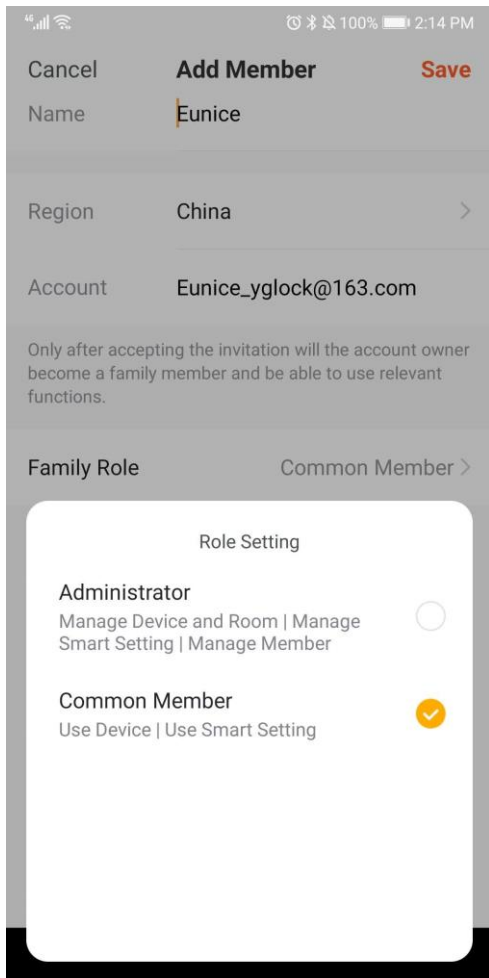 46 100% 2:14 PM
Cancel Add Member Save
Name Eunice
Region China
Account Eunice_yglock@163.com
Only after accepting the invitation will the account owner
become a family member and be able to use relevant
functions.
Family Role Common Member
Role Setting
Administrator
Manage Device and Room | Manage
Smart Setting | Manage Member
Common Member
Use Device | Use Smart Setting